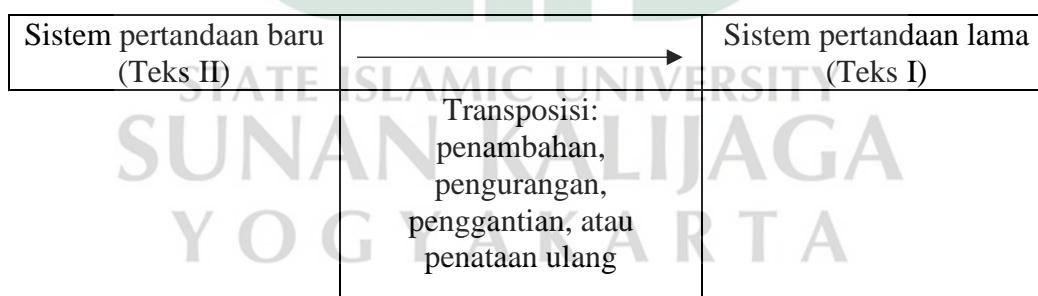 Sistem pertandaan baru
(Teks II)
Sistem pertandaan lama
(Teks I)
Transposisi:
penambahan,
pengurangan,
penggantian, atau
penataan ulang
STATE ISLAMIC UNIVERSITY
SUNAN KALIJAGA
YOGYAKARTA